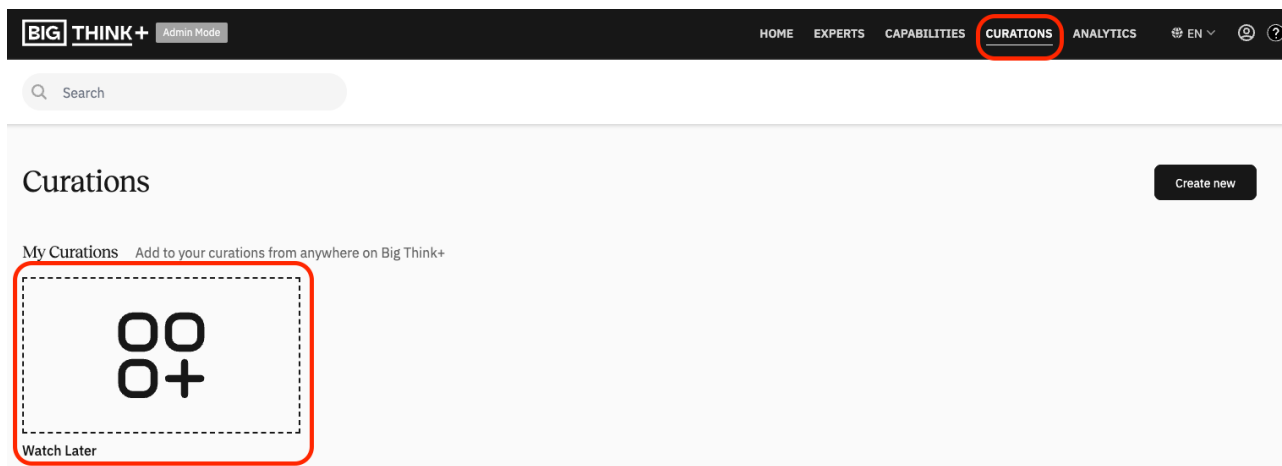 BIG THINK+ Admin Mode HOME EXPERTS CAPABILITIES CURATIONS ANALYTICS EN ?
Search
Curations
Create new
My Curations Add to your curations from anywhere on Big Think+
Watch Later